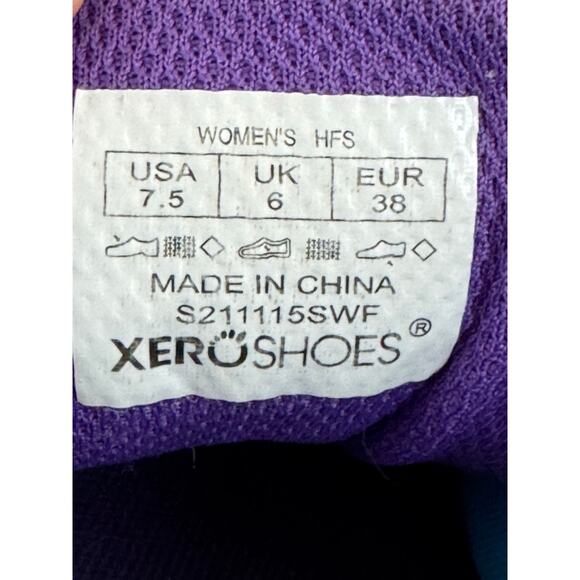 WOMEN'S HFS
USA UK EUR
7.5 6 38
MADE IN CHINA
S211115SWF
XEROSHOES®